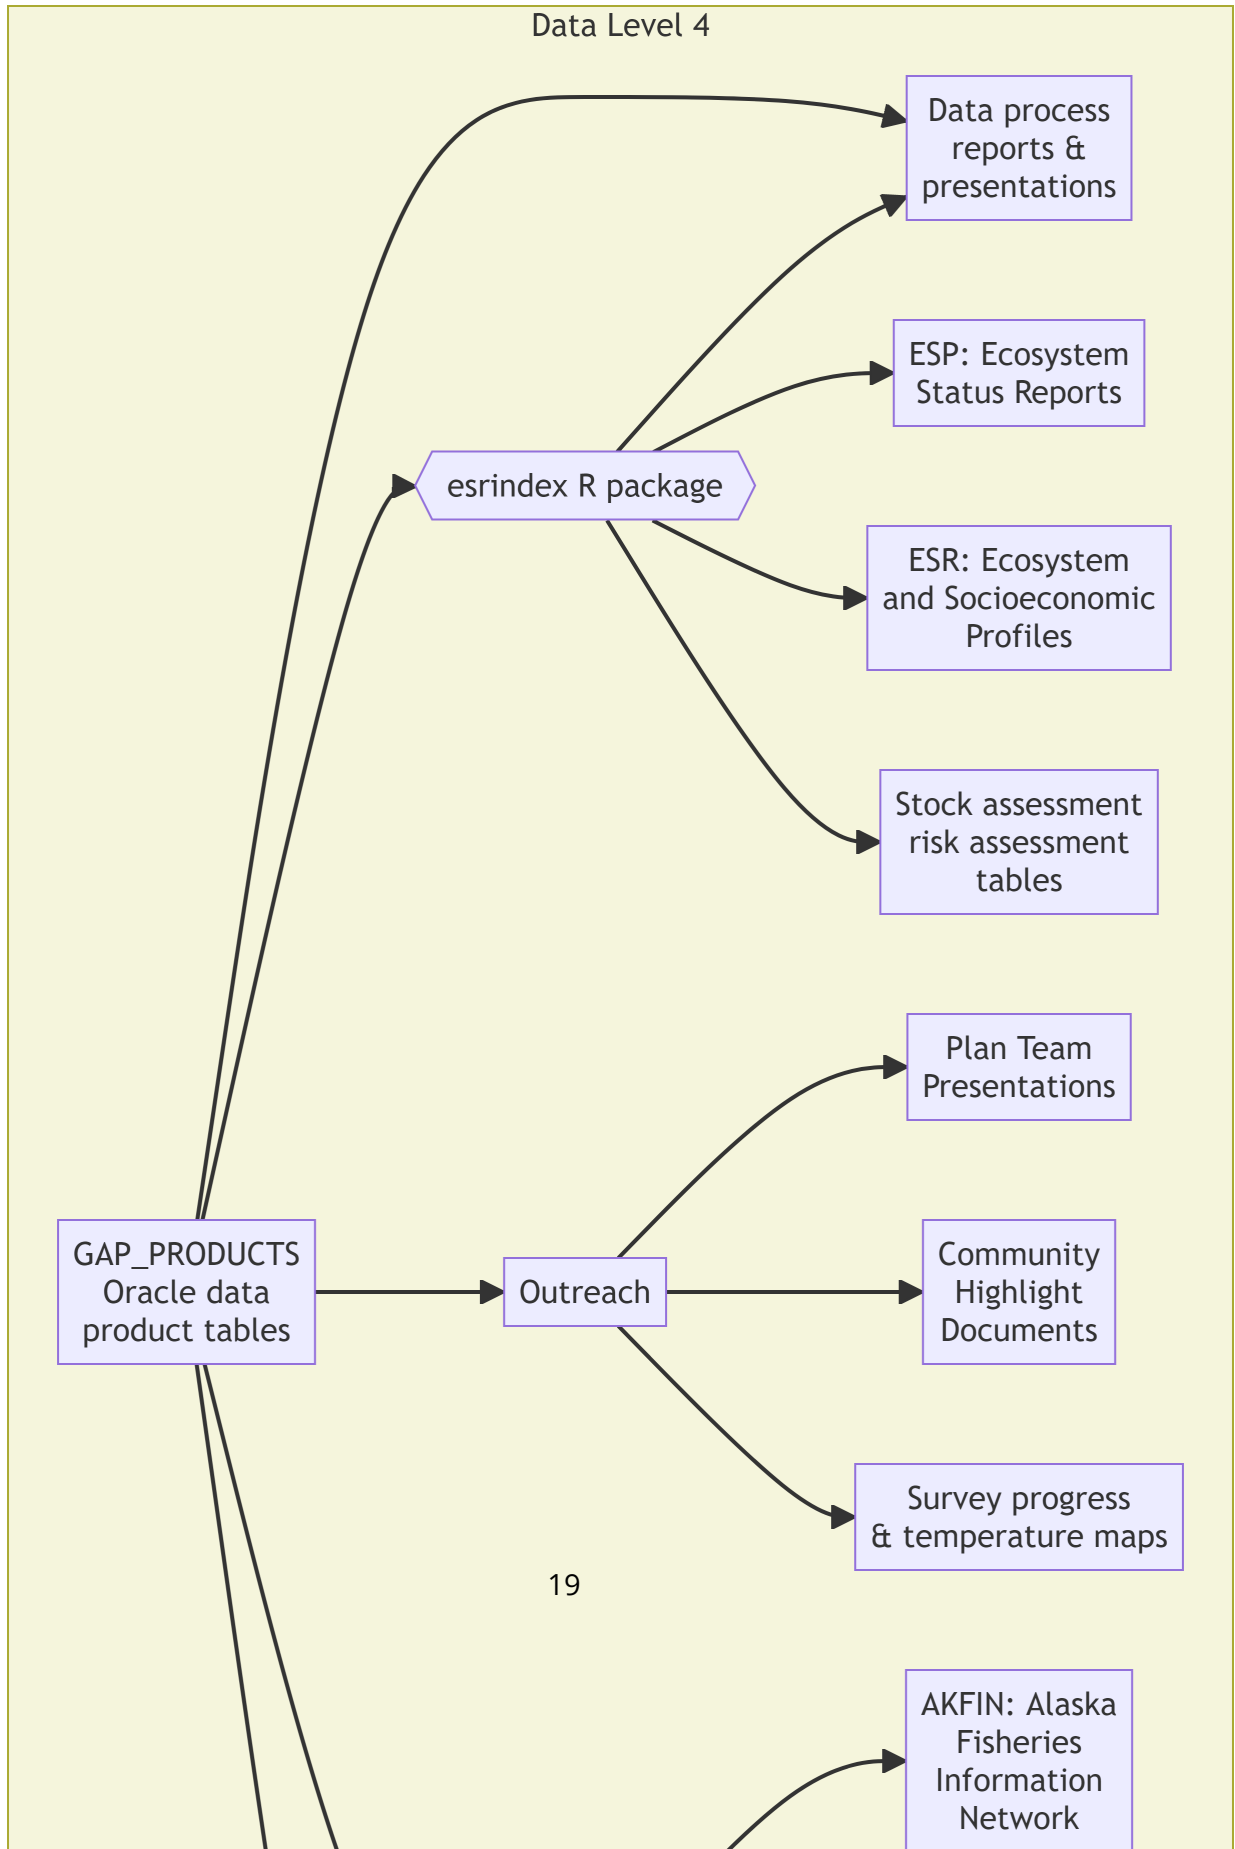 Data Level 4
Data process
reports &
presentations
ESP: Ecosystem
Status Reports
esrindex R package
ESR: Ecosystem
and Socioeconomic
Profiles
Stock assessment
risk assessment
tables
Plan Team
Presentations
GAP_PRODUCTS
Oracle data
product tables
Outreach
Community
Highlight
Documents
Survey progress
& temperature maps
19
AKFIN: Alaska
Fisheries
Information
Network